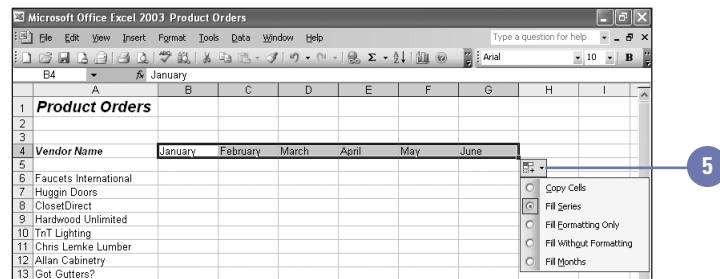 Microsoft Office Excel 2003 Product Orders
File Edit View Insert Format Tools Data Window Help Type a question for help
Arial 10 B
B4 fx January
A B C D E F G H I
1 Product Orders
2
3
4 Vendor Name January February March April May June
5
6 Faucets International
7 Huggin Doors
8 ClosetDirect
9 Hardwood Unlimited
10 TnT Lighting
11 Chris Lemke Lumber
12 Allan Cabinetry
13 Got Gutters?
Copy Cells
Fill Series
Fill Formatting Only
Fill Without Formatting
Fill Months
5